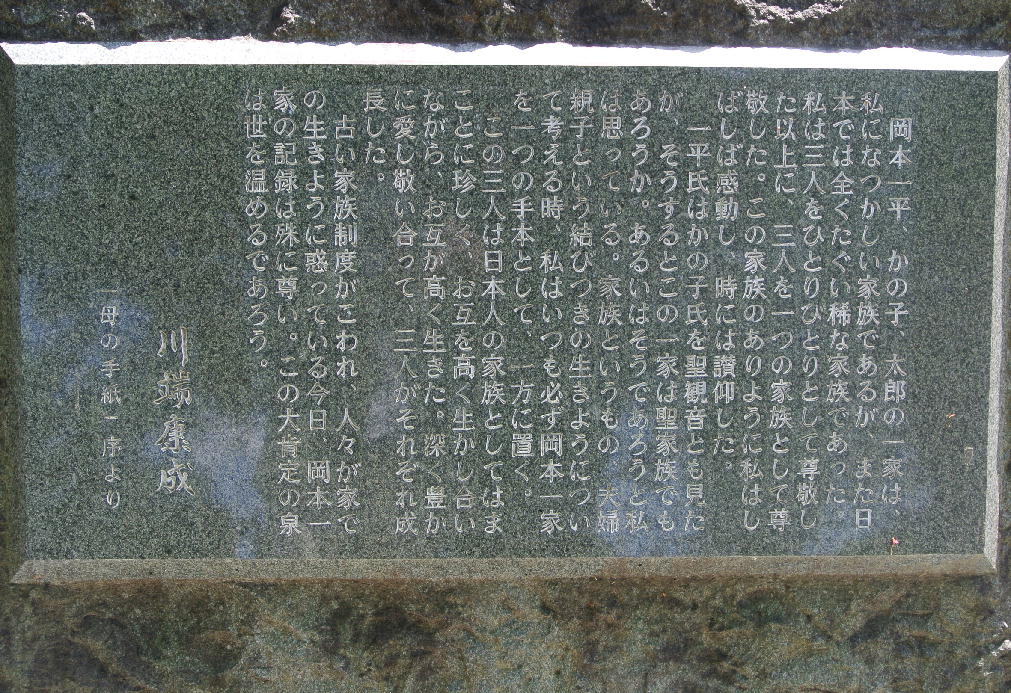 岡本一平、かの子、太郎の一家は、
私になつかしい家族であるが、また日
本では全くたぐい稀な家族であった。
私は三人をひとりびとりとして尊敬し
た以上に、三人を一つの家族として尊
敬した。この家族のありように私はし
ばしば感動し、時には讃仰した。
一平氏はかの子氏を聖観音とも見た
が、そうするとこの一家は聖家族でも
あろうか。あるいはそうであろうと私
は思っている。家族というもの、夫婦
親子という結びつきの生きようについ
て考える時、私はいつも必ず岡本一家
を一つの手本として、一方に置く。
この三人は日本人の家族としてはま
ことに珍しく、お互を高く生かし合い
ながら、お互が高く生きた。深く豊か
に愛し敬い合って、三人がそれぞれ成
長した。
古い家族制度がこわれ、人々が家で
の生きように惑っている今日、岡本一
家の記録は殊に尊い。この大肯定の泉
は世を温めるであろう。
川端康成
―母の手紙―序より